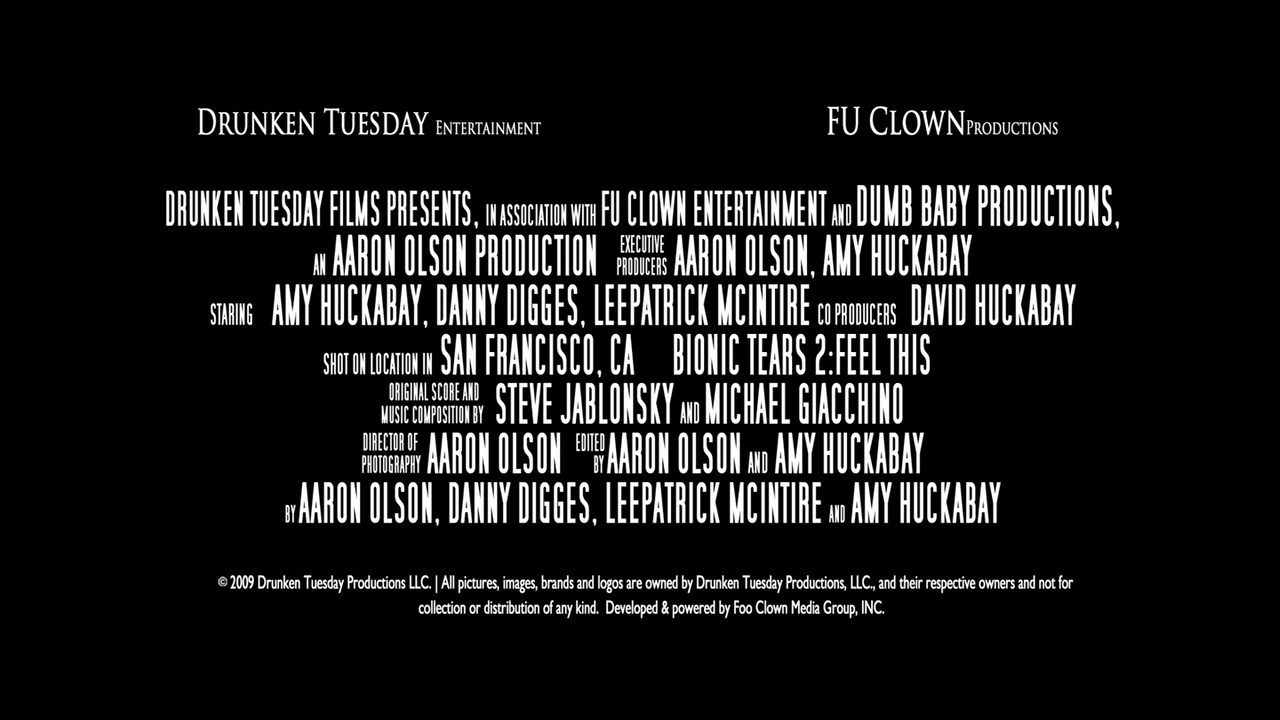 DRUNKEN TUESDAY ENTERTAINMENT
FU CLOWN PRODUCTIONS
DRUNKEN TUESDAY FILMS PRESENTS, IN ASSOCIATION WITH FU CLOWN ENTERTAINMENT AND DUMB BABY PRODUCTIONS,
AN AARON OLSON PRODUCTION EXECUTIVE PRODUCERS AARON OLSON, AMY HUCKABAY
STARING AMY HUCKABAY, DANNY DIGGES, LEEPATRICK MCINTIRE CO PRODUCERS DAVID HUCKABAY
SHOT ON LOCATION IN SAN FRANCISCO, CA BIONIC TEARS 2:FEEL THIS
ORIGINAL SCORE AND MUSIC COMPOSITION BY STEVE JABLONSKY AND MICHAEL GIACCHINO
DIRECTOR OF PHOTOGRAPHY AARON OLSON EDITED BY AARON OLSON AND AMY HUCKABAY
BY AARON OLSON, DANNY DIGGES, LEEPATRICK MCINTIRE AND AMY HUCKABAY
© 2009 Drunken Tuesday Productions LLC. | All pictures, images, brands and logos are owned by Drunken Tuesday Productions, LLC., and their respective owners and not for
collection or distribution of any kind. Developed & powered by Foo Clown Media Group, INC.